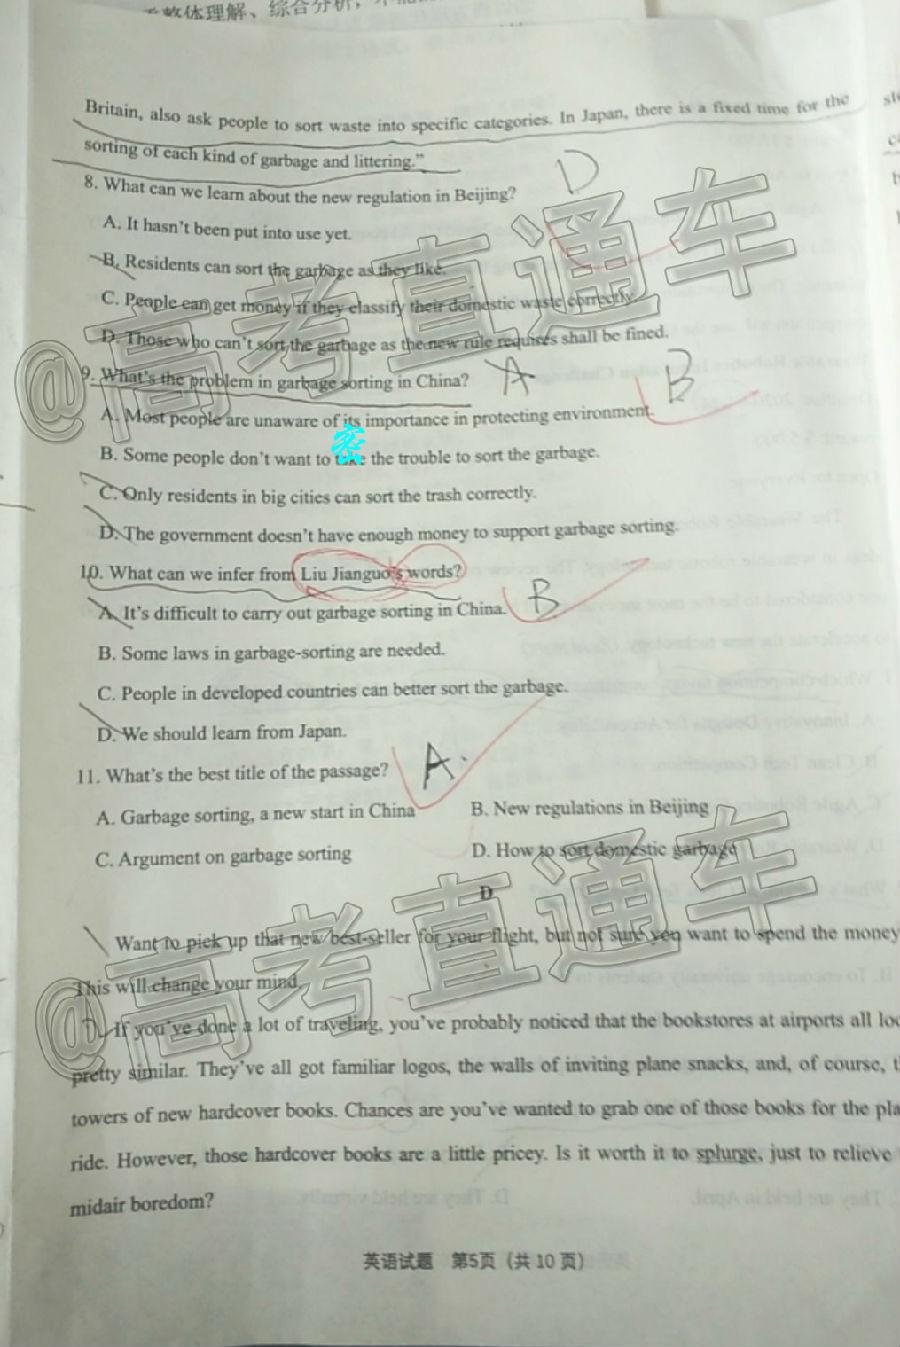 Britain, also ask people to sort waste into specific categories. In Japan, there is a fixed time for the
sorting of each kind of garbage and littering."
8. What can we learn about the new regulation in Beijing?
D
A. It hasn't been put into use yet.
B. Residents can sort the garbage as they like.
C. People can get money if they classify their domestic waste correctly.
D. Those who can't sort the garbage as the new rule requires shall be fined.
9. What's the problem in garbage sorting in China?
A
B
A. Most people are unaware of its importance in protecting environment.
B. Some people don't want to take the trouble to sort the garbage.
密
C. Only residents in big cities can sort the trash correctly.
D. The government doesn't have enough money to support garbage sorting.
10. What can we infer from Liu Jianguo's words?
B
A. It's difficult to carry out garbage sorting in China.
B. Some laws in garbage-sorting are needed.
C. People in developed countries can better sort the garbage.
D. We should learn from Japan.
11. What's the best title of the passage?
A.
A. Garbage sorting, a new start in China B. New regulations in Beijing
C. Argument on garbage sorting D. How to sort domestic garbage
D
Want to pick up that new best-seller for your flight, but not sure you want to spend the money
This will change your mind.
If you've done a lot of traveling, you've probably noticed that the bookstores at airports all
pretty similar. They've all got familiar logos, the walls of inviting plane snacks, and, of course,
towers of new hardcover books. Chances are you've wanted to grab one of those books for the
ride. However, those hardcover books are a little pricey. Is it worth it to splurge, just to relieve
midair boredom?
英语试题 第5页（共 10 页）
@高考直通车
@高考直通车